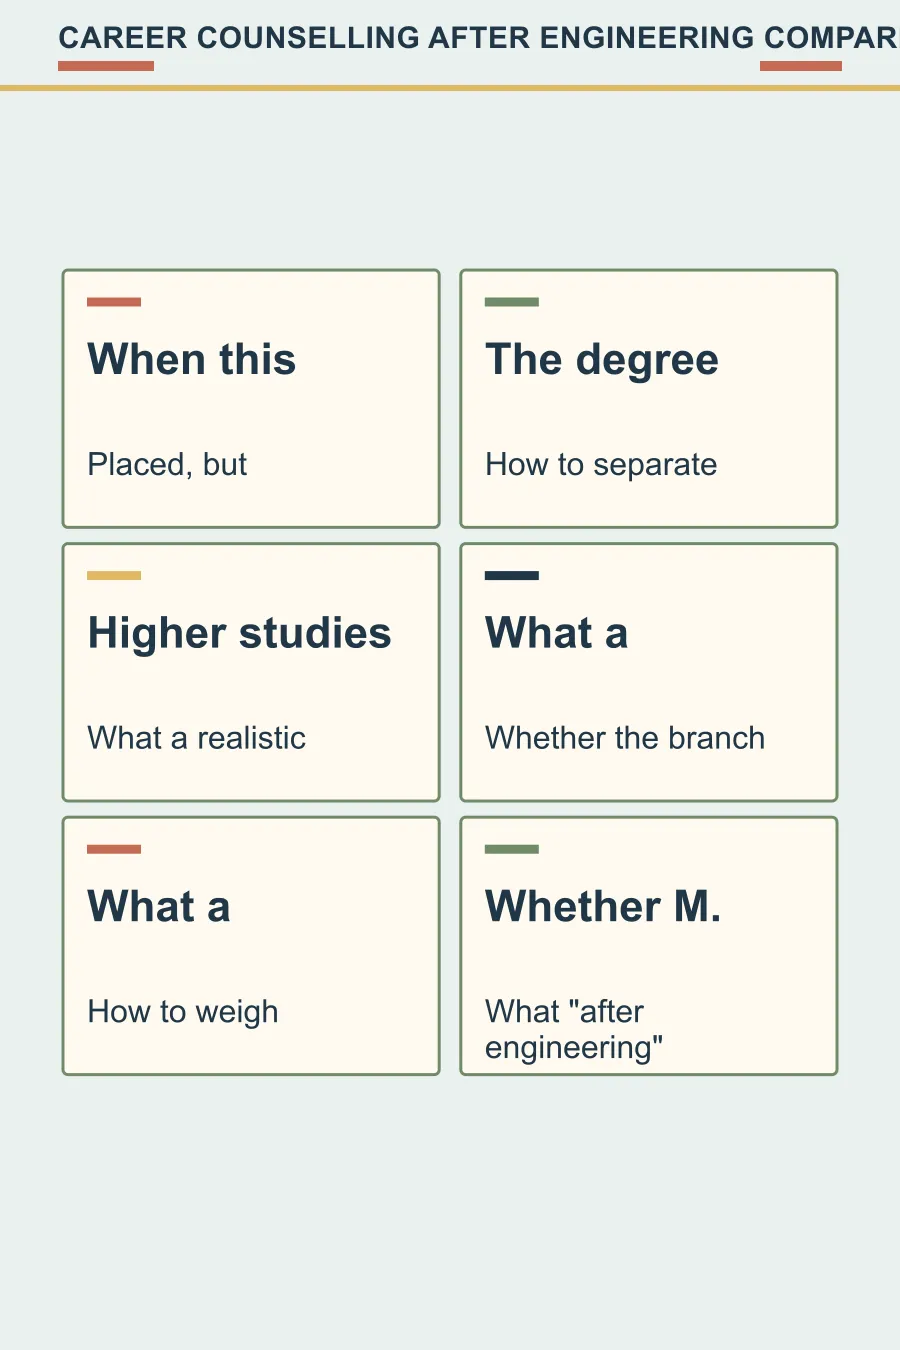 CAREER COUNSELLING AFTER ENGINEERING COMPAR
When this
Placed, but
The degree
How to separate
Higher studies
What a realistic
What a
Whether the branch
What a
How to weigh
Whether M.
What "after
engineering"